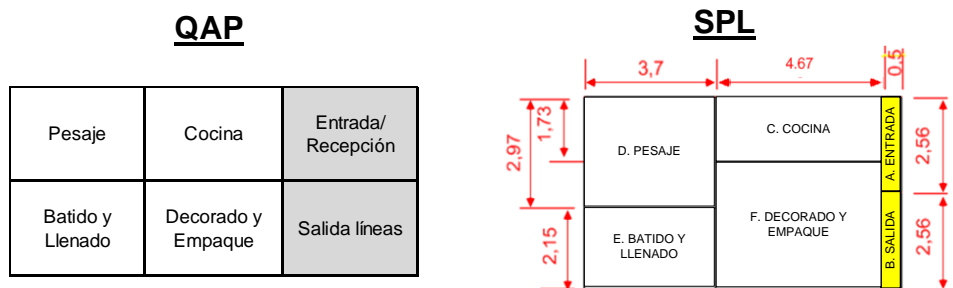 QAP
Pesaje
Cocina
Entrada/
Recepción
Batido y
Llenado
Decorado y
Empaque
Salida líneas
SPL
3,7
4.67
0,5
2,97
1,73
D. PESAJE
C. COCINA
A. ENTRADA
2,56
2,15
E. BATIDO Y
LLENADO
F. DECORADO Y
EMPAQUE
B. SALIDA
2,56